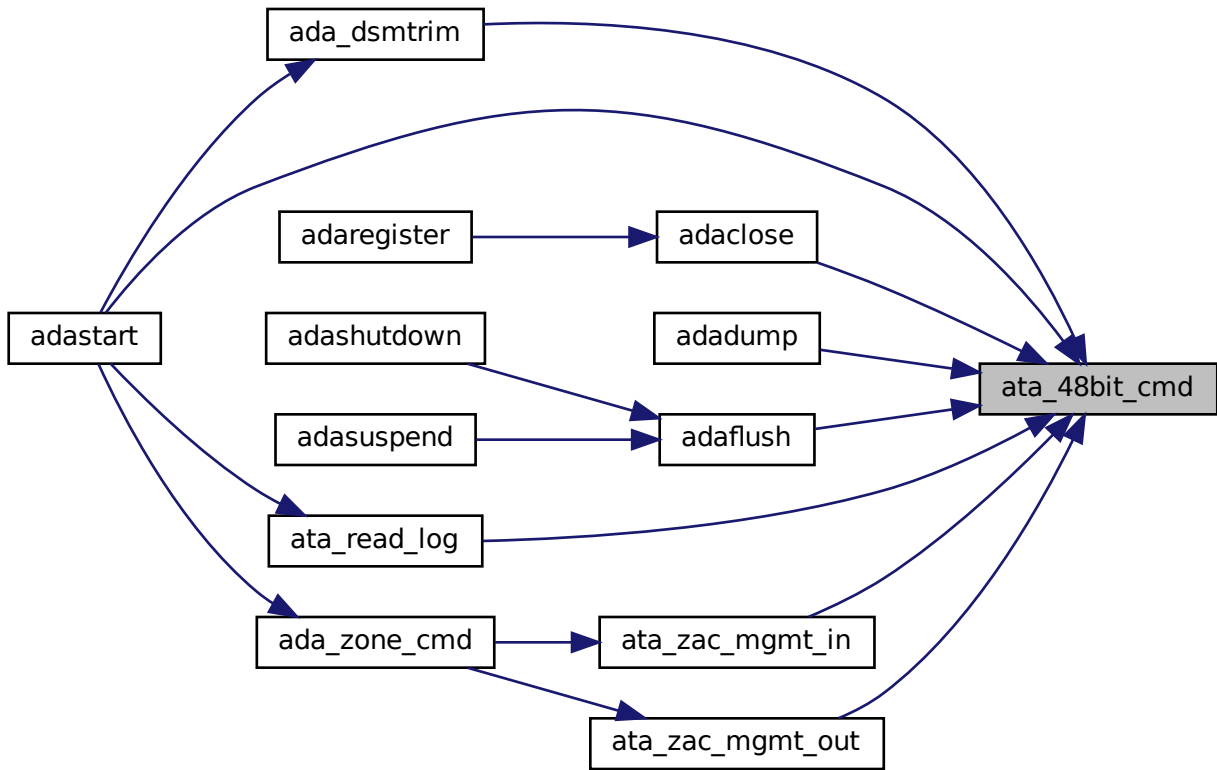 ada_dsmtrim
adaregister
adaclose
adastart
adashutdown
adadump
ata_48bit_cmd
adasuspend
adaflush
ata_read_log
ada_zone_cmd
ata_zac_mgmt_in
ata_zac_mgmt_out